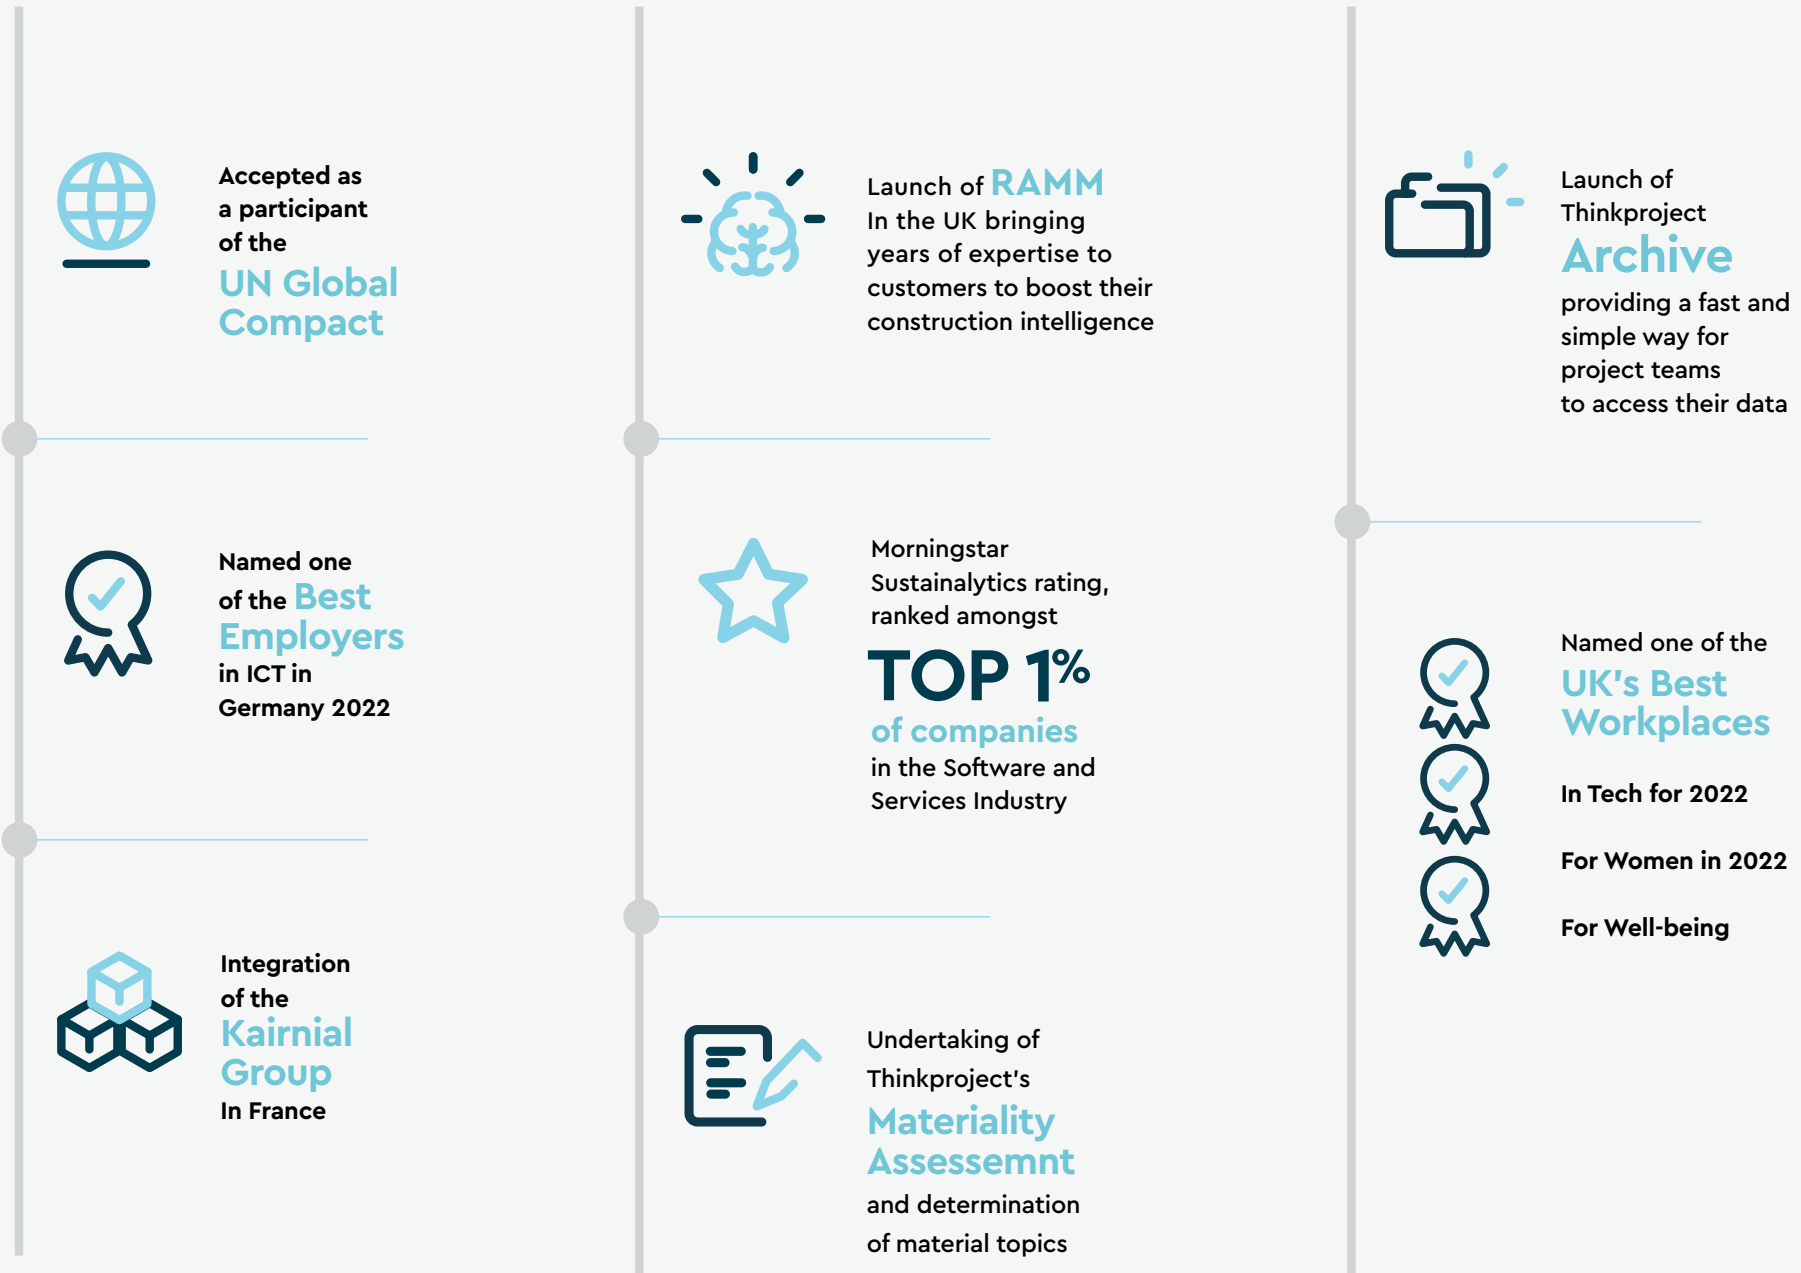 Accepted as
a participant
of the
UN Global
Compact
Named one
of the Best
Employers
in ICT in
Germany 2022
Integration
of the
Kairnial
Group
In France
Launch of RAMM
In the UK bringing
years of expertise to
customers to boost their
construction intelligence
Morningstar
Sustainalytics rating,
ranked amongst
TOP 1%
of companies
in the Software and
Services Industry
Undertaking of
Thinkproject's
Materiality
Assessemnt
and determination
of material topics
Launch of
Thinkproject
Archive
providing a fast and
simple way for
project teams
to access their data
Named one of the
UK's Best
Workplaces
In Tech for 2022
For Women in 2022
For Well-being